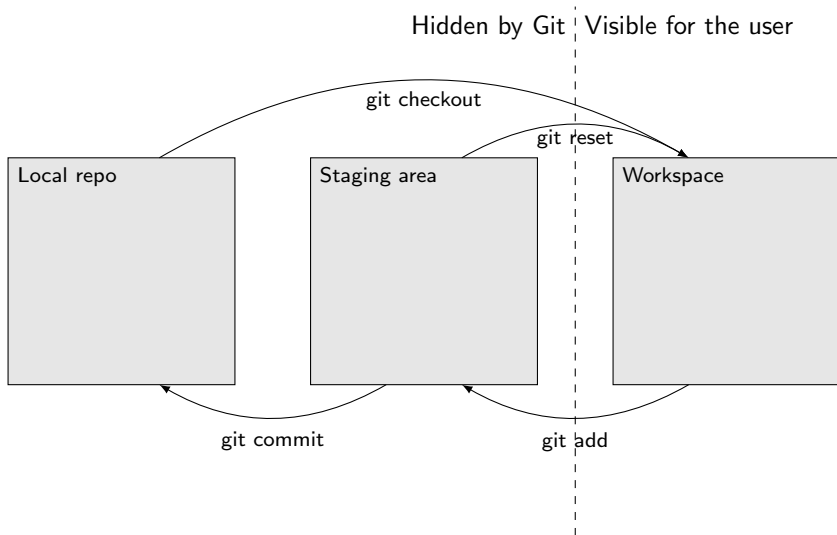 Hidden by Git
Visible for the user
git checkout
git reset
Local repo
Staging area
Workspace
git commit
git add